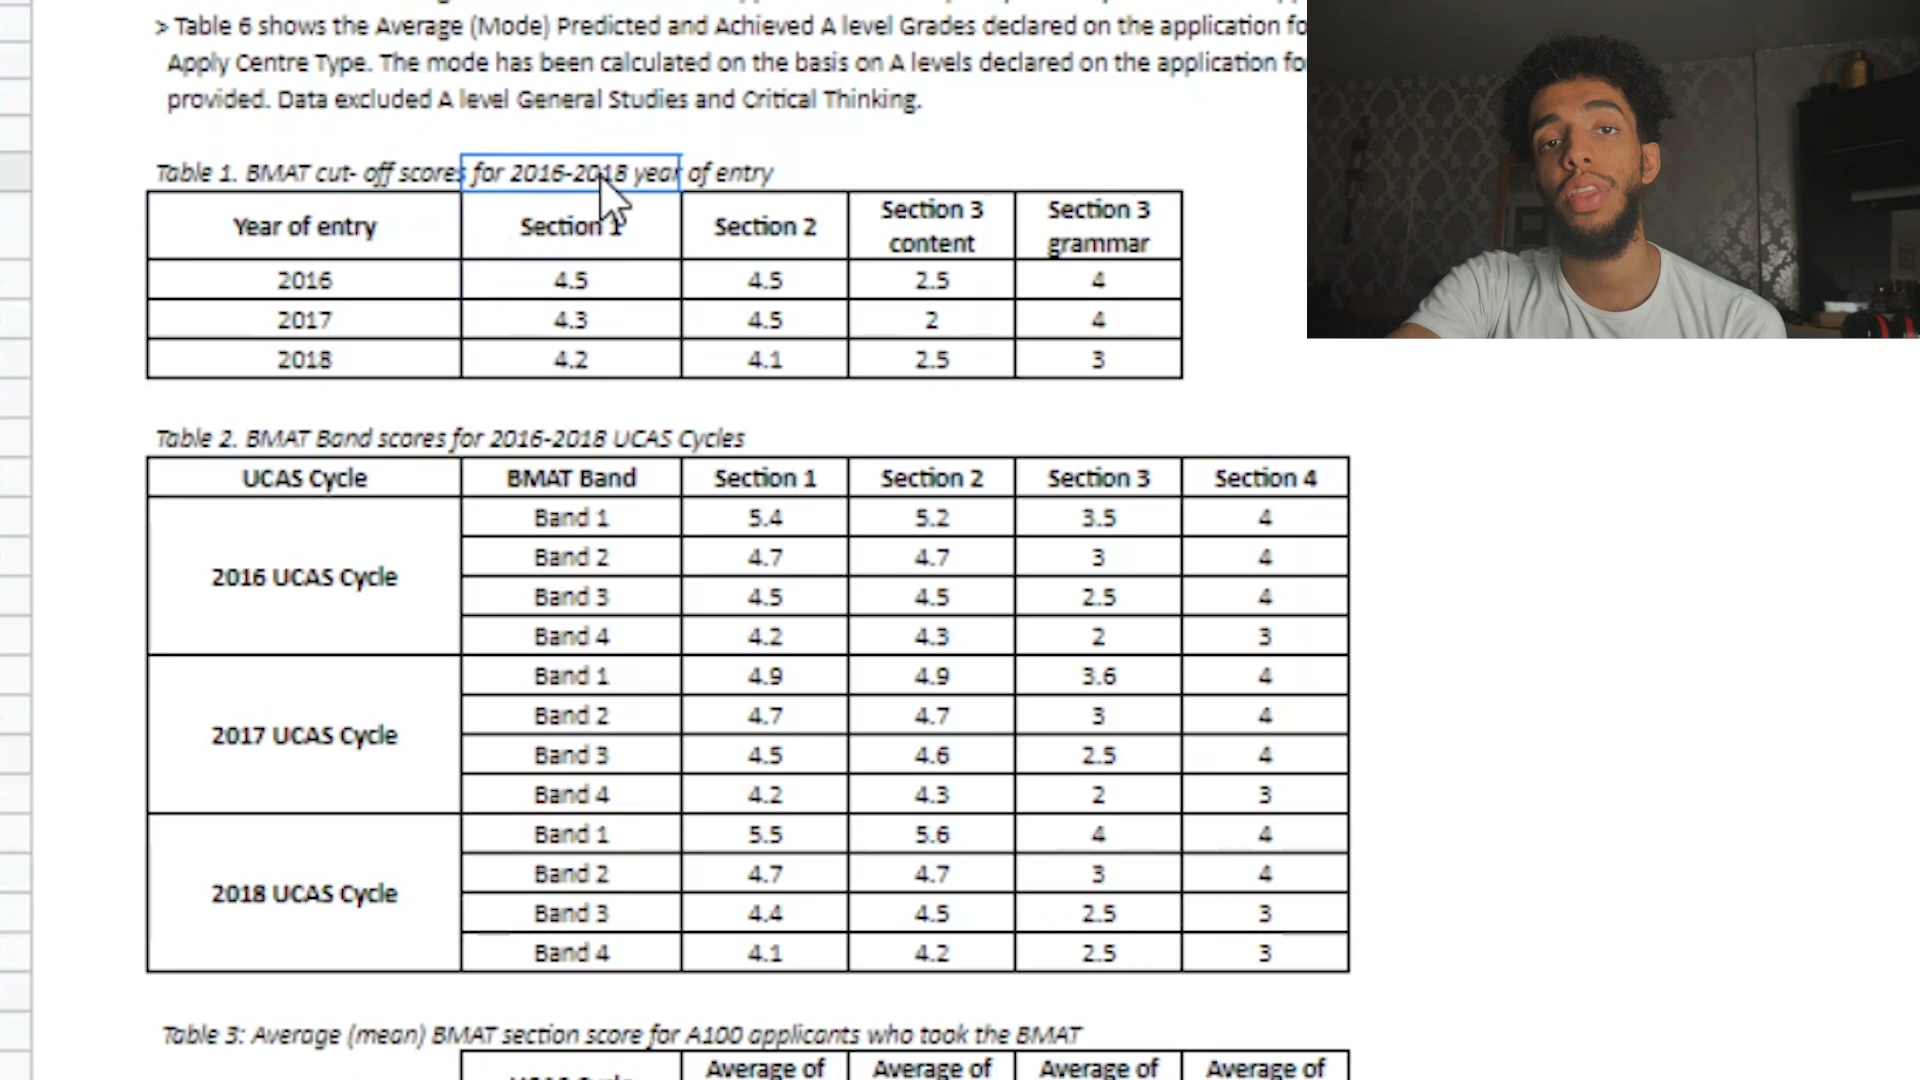 > Table 6 shows the Average (Mode) Predicted and Achieved A level Grades declared on the application fo
Apply Centre Type. The mode has been calculated on the basis on A levels declared on the application fo
provided. Data excluded A level General Studies and Critical Thinking.
Table 1. BMAT cut- off scores for 2016-2018 year of entry
Year of entry Section 1 Section 2 Section 3 content Section 3 grammar
2016 4.5 4.5 2.5 4
2017 4.3 4.5 2 4
2018 4.2 4.1 2.5 3
Table 2. BMAT Band scores for 2016-2018 UCAS Cycles
UCAS Cycle BMAT Band Section 1 Section 2 Section 3 Section 4
2016 UCAS Cycle
Band 1 5.4 5.2 3.5 4
Band 2 4.7 4.7 3 4
Band 3 4.5 4.5 2.5 4
Band 4 4.2 4.3 2 3
2017 UCAS Cycle
Band 1 4.9 4.9 3.6 4
Band 2 4.7 4.7 3 4
Band 3 4.5 4.6 2.5 4
Band 4 4.2 4.3 2 3
2018 UCAS Cycle
Band 1 5.5 5.6 4 4
Band 2 4.7 4.7 3 4
Band 3 4.4 4.5 2.5 3
Band 4 4.1 4.2 2.5 3
Table 3: Average (mean) BMAT section score for A100 applicants who took the BMAT
Average of Average of Average of Average of